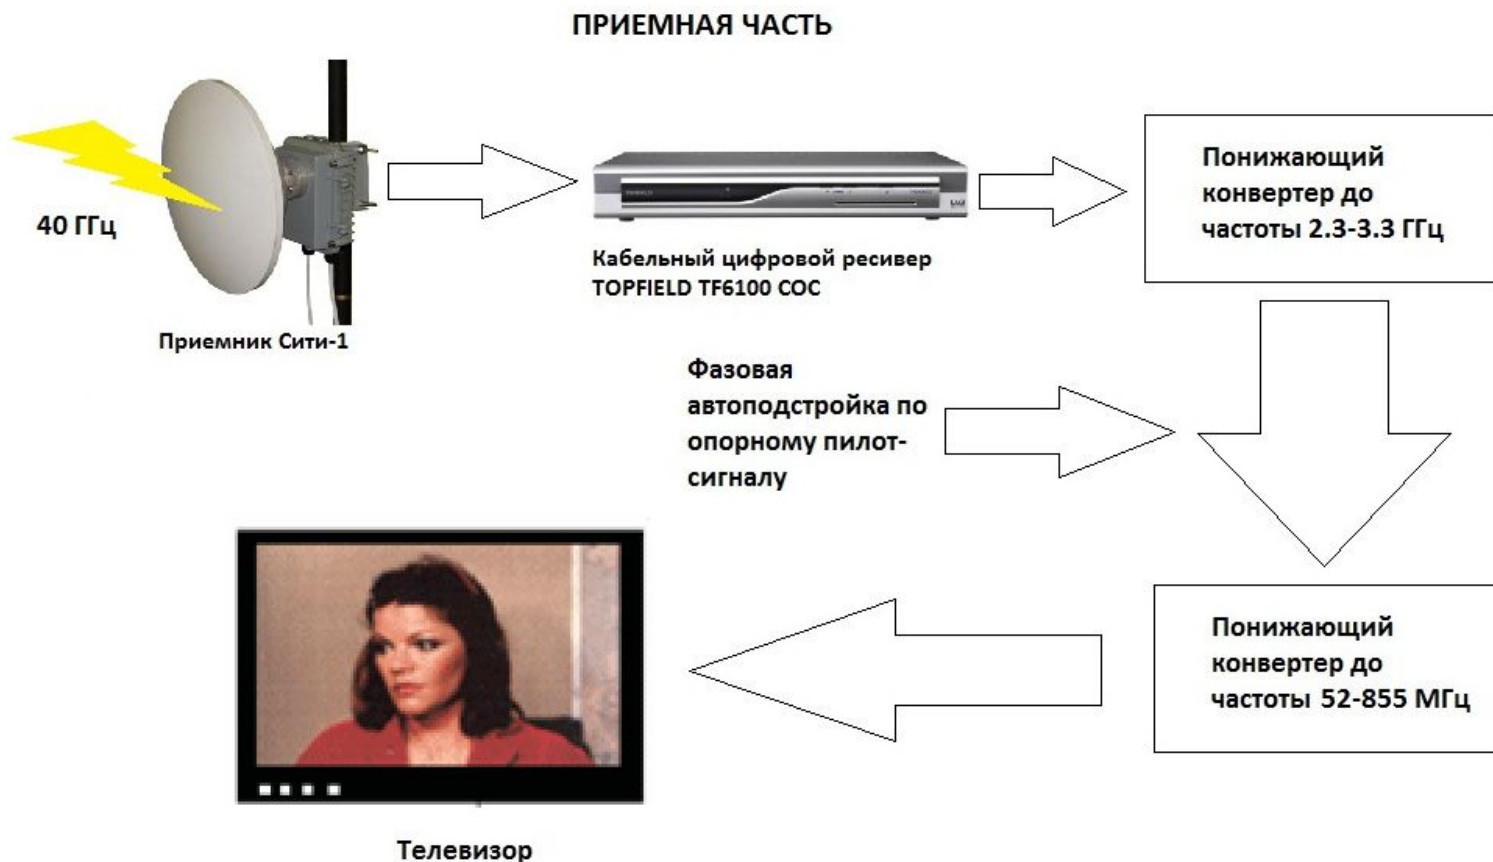 ПРИЕМНАЯ ЧАСТЬ
40 ГГц
Приемник Сити-1
Кабельный цифровой ресивер
TOPFIELD TF6100 COC
Понижающий
конвертер до
частоты 2.3-3.3 ГГц
Фазовая
автоподстройка по
опорному пилот-
сигналу
Понижающий
конвертер до
частоты 52-855 МГц
Телевизор